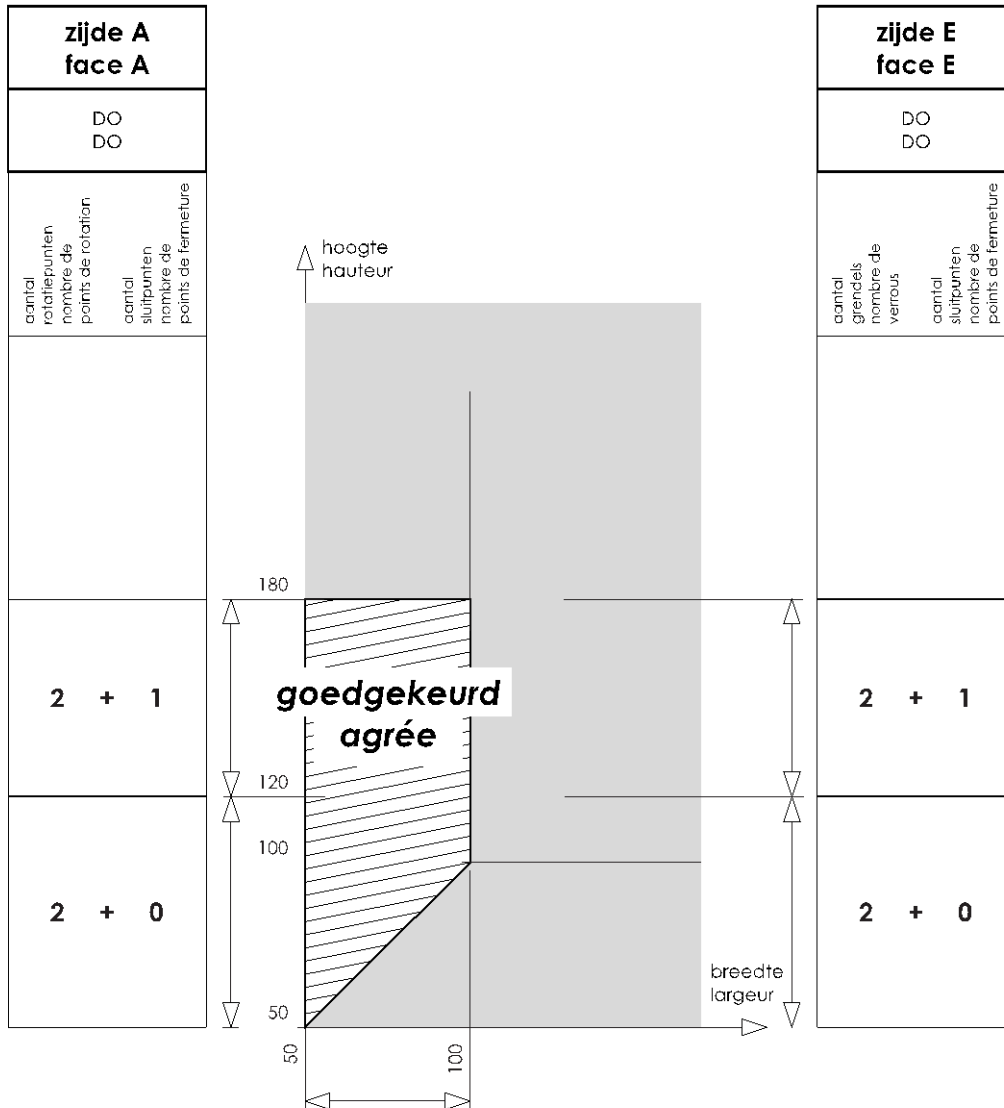 zijde A
face A
DO
DO
aantal
rotatiepunten
nombre de
points de rotation
aantal
sluitpunten
nombre de
points de fermeture
zijde E
face E
DO
DO
aantal
grendels
nombre de
verrous
aantal
sluitpunten
nombre de
points de fermeture
hoogte
hauteur
180
2 + 1
goedgekeurd
agrée
2 + 1
120
100
2 + 0
2 + 0
breedte
largeur
50
50
100